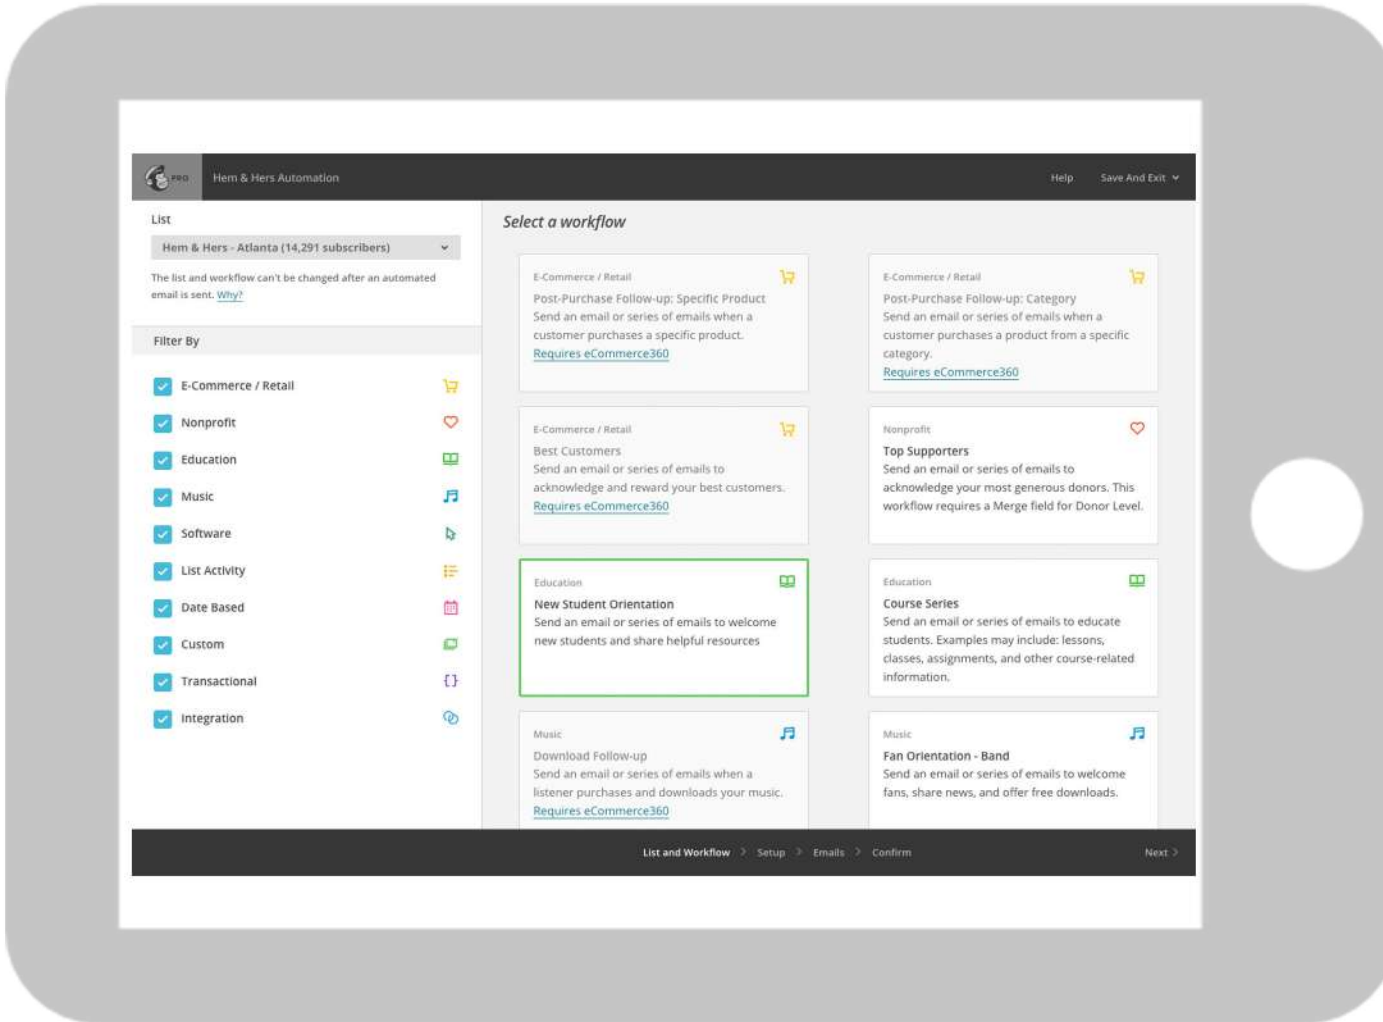 PRO
Hem & Hers Automation
Help
Save And Exit
List
Hem & Hers - Atlanta (14,291 subscribers)
The list and workflow can't be changed after an automated
email is sent. Why?
Filter By
E-Commerce / Retail
Nonprofit
Education
Music
Software
List Activity
Date Based
Custom
Transactional
Integration
Select a workflow
E-Commerce / Retail
Post-Purchase Follow-up: Specific Product
Send an email or series of emails when a
customer purchases a specific product.
Requires eCommerce360
E-Commerce / Retail
Post-Purchase Follow-up: Category
Send an email or series of emails when a
customer purchases a product from a specific
category.
Requires eCommerce360
E-Commerce / Retail
Best Customers
Send an email or series of emails to
acknowledge and reward your best customers.
Requires eCommerce360
Nonprofit
Top Supporters
Send an email or series of emails to
acknowledge your most generous donors. This
workflow requires a Merge field for Donor Level.
Education
New Student Orientation
Send an email or series of emails to welcome
new students and share helpful resources
Education
Course Series
Send an email or series of emails to educate
students. Examples may include: lessons,
classes, assignments, and other course-related
information.
Music
Download Follow-up
Send an email or series of emails when a
listener purchases and downloads your music.
Requires eCommerce360
Music
Fan Orientation - Band
Send an email or series of emails to welcome
fans, share news, and offer free downloads.
List and Workflow > Setup > Emails > Confirm
Next >